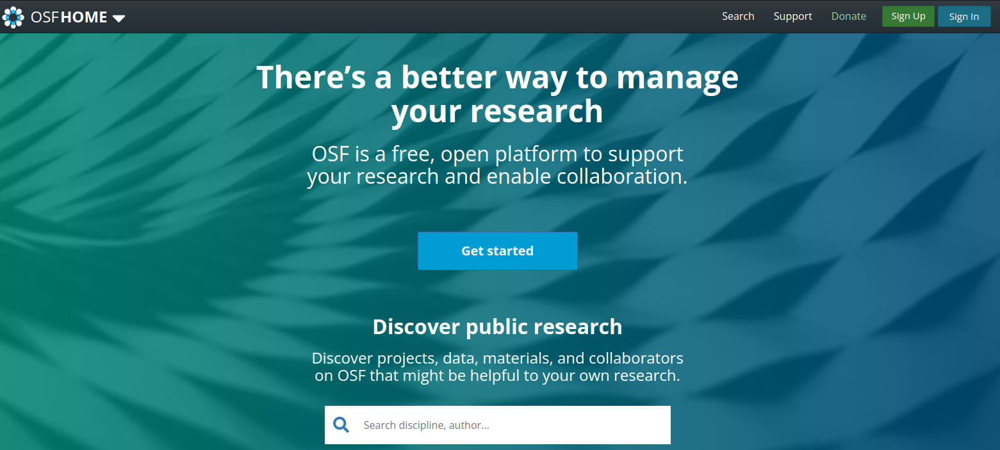 OSFHOME
Search Support Donate Sign Up Sign In
There’s a better way to manage
your research
OSF is a free, open platform to support
your research and enable collaboration.
Get started
Discover public research
Discover projects, data, materials, and collaborators
on OSF that might be helpful to your own research.
Search discipline, author...